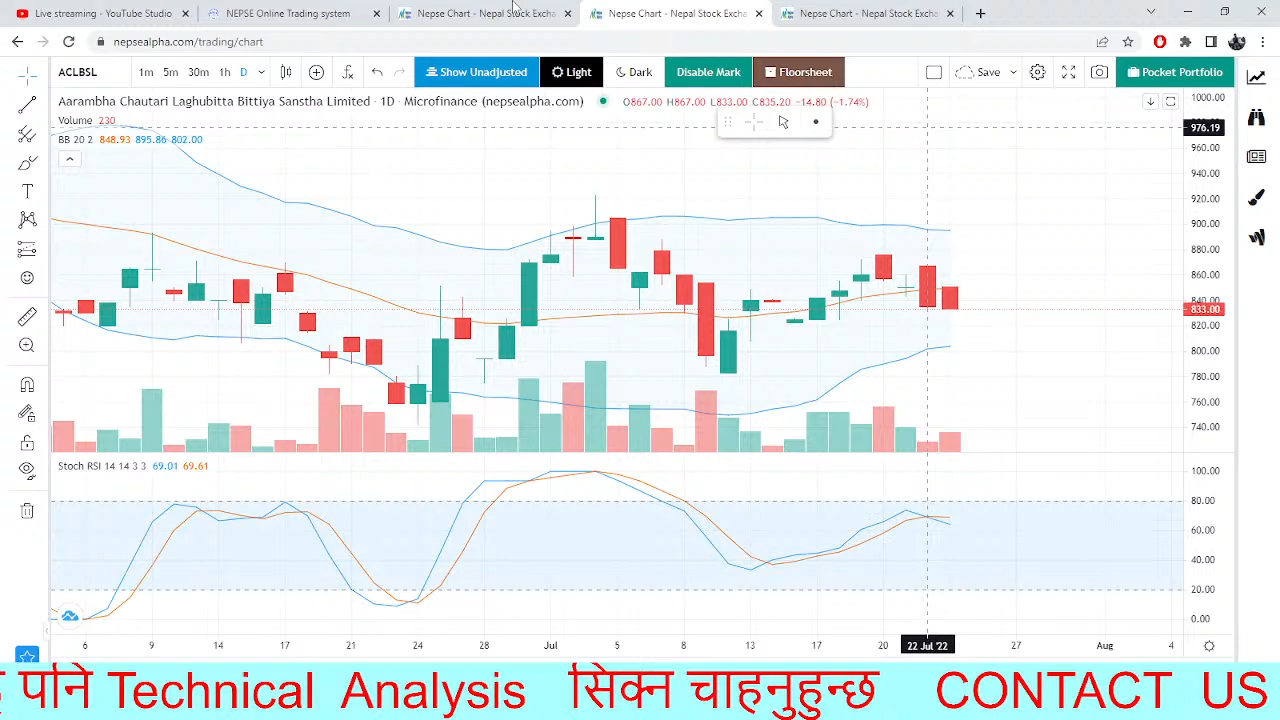 Live streaming - YouTube Studio
NEPSE Online Trading system
Nepse Chart - Nepal Stock Excha
Nepse Chart - Nepal Stock Excha
Nepse Chart - Nepal Stock Excha
nepsealpha.com/trading/chart
ACLBSL 1m 5m 30m 1h D Show Unadjusted Light Dark Disable Mark Floorsheet Save Pocket Portfolio
Aarambha Chautari Laghubitta Bittiya Sanstha Limited · 1D · Microfinance (nepsealpha.com) O867.00 H867.00 L833.00 C835.20 −14.80 (−1.74%)
Volume 230
BB 20 2 848.93 895.86 802.00
1000.00
976.19
960.00
940.00
920.00
900.00
880.00
860.00
840.00
833.00
820.00
800.00
780.00
760.00
740.00
Stoch RSI 14 14 3 3 69.01 69.61
100.00
80.00
60.00
40.00
20.00
0.00
6 9 14 17 21 24 28 Jul 5 8 13 17 20 22 Jul '22 27 Aug 4
पनि Technical Analysis सिक्न चाहनुहुन्छ CONTACT US